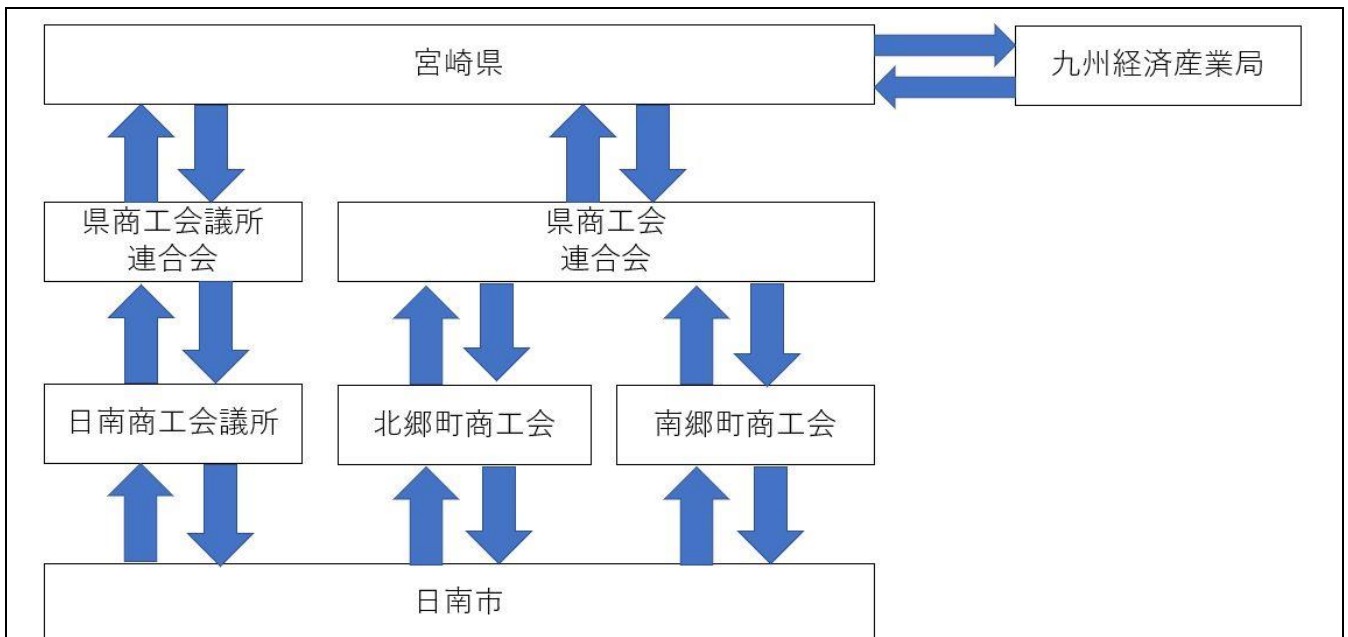 宮崎県
九州経済産業局
県商工会議所
連合会
県商工会
連合会
日南商工会議所
北郷町商工会
南郷町商工会
日南市